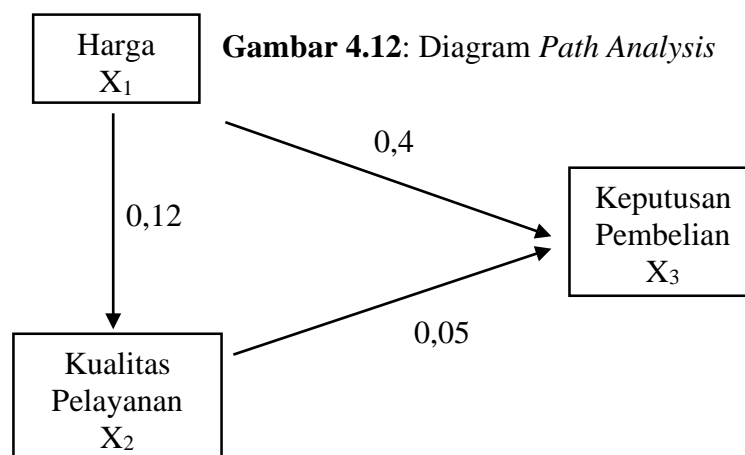 Harga
X₁
Gambar 4.12: Diagram Path Analysis
0,4
0,12
Keputusan
Pembelian
X₃
0,05
Kualitas
Pelayanan
X₂